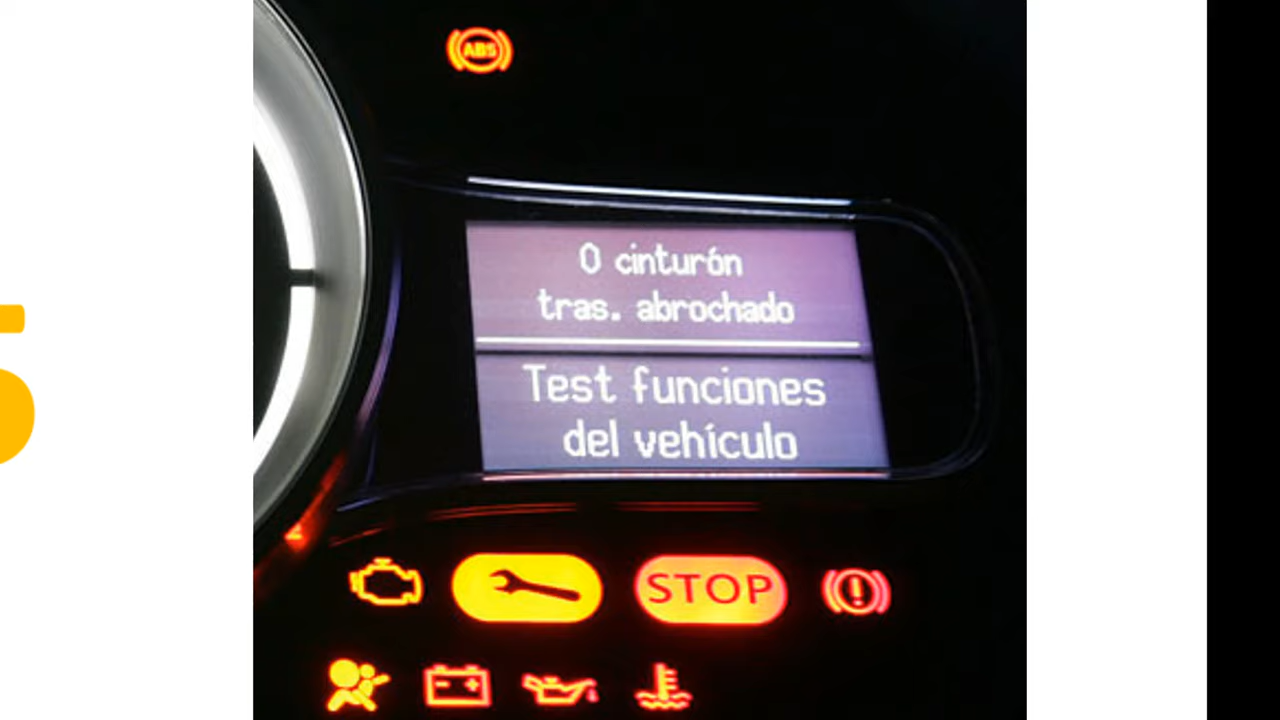 ABS
0 cinturón
tras. abrochado
Test funciones
del vehículo
STOP